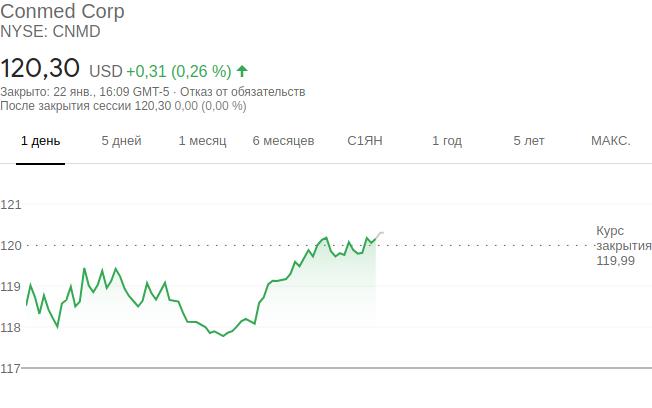 Conmed Corp
NYSE: CNMD
120,30 USD +0,31 (0,26 %)
Закрыто: 22 янв., 16:09 GMT-5 · Отказ от обязательств
После закрытия сессии 120,30 0,00 (0,00 %)
1 день 5 дней 1 месяц 6 месяцев С1ЯН 1 год 5 лет МАКС.
121
Курс
120 закрытия
119,99
119
118
117